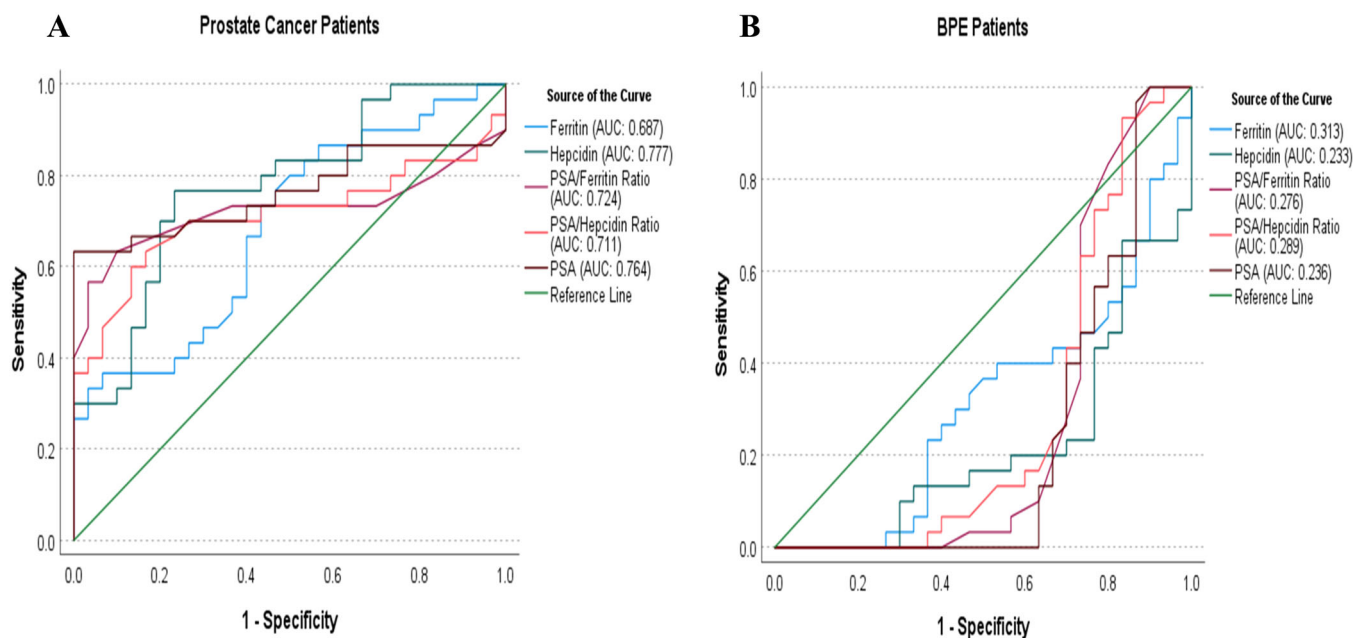 A
Prostate Cancer Patients
1.0
0.8
0.6
0.4
0.2
0.0
Sensitivity
0.0
0.2
0.4
0.6
0.8
1.0
1 - Specificity
Source of the Curve
Ferritin (AUC: 0.687)
Hepcidin (AUC: 0.777)
PSA/Ferritin Ratio
(AUC: 0.724)
PSA/Hepcidin Ratio
(AUC: 0.711)
PSA (AUC: 0.764)
Reference Line
B
BPE Patients
1.0
0.8
0.6
0.4
0.2
0.0
Sensitivity
0.0
0.2
0.4
0.6
0.8
1.0
1 - Specificity
Source of the Curve
Ferritin (AUC: 0.313)
Hepcidin (AUC: 0.233)
PSA/Ferritin Ratio
(AUC: 0.276)
PSA/Hepcidin Ratio
(AUC: 0.289)
PSA (AUC: 0.236)
Reference Line